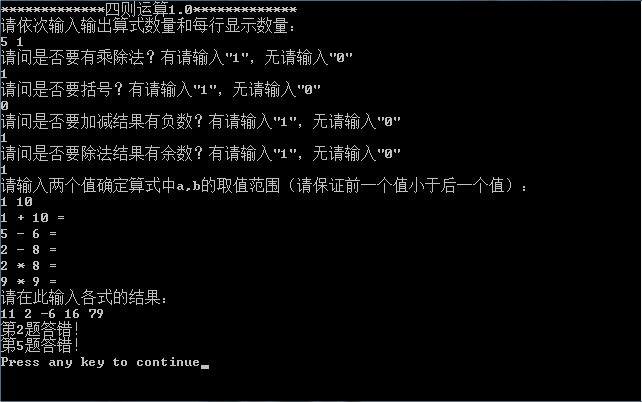 *************四则运算1.0*************
请依次输入输出算式数量和每行显示数量：
5 1
请问是否要有乘除法？有请输入"1"，无请输入"0"
1
请问是否要括号？有请输入"1"，无请输入"0"
0
请问是否要加减结果有负数？有请输入"1"，无请输入"0"
1
请问是否要除法结果有余数？有请输入"1"，无请输入"0"
1
请输入两个值确定算式中a,b的取值范围（请保证前一个值小于后一个值）：
1 10
1 + 10 =
5 - 6 =
2 - 8 =
2 * 8 =
9 * 9 =
请在此输入各式的结果：
11 2 -6 16 79
第2题答错！
第5题答错！
Press any key to continue_